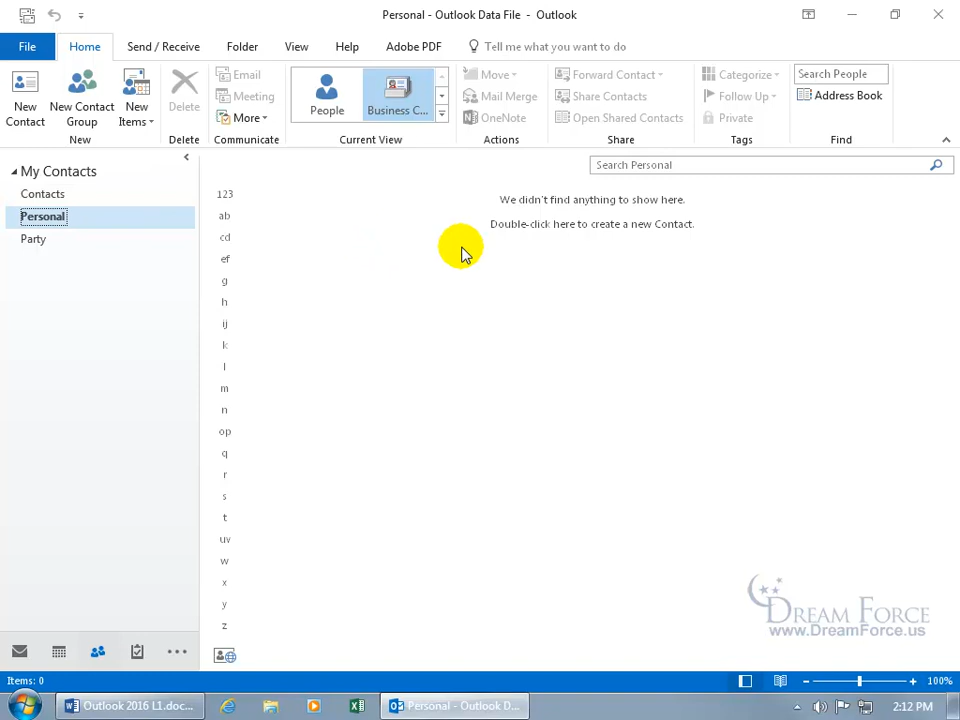 Personal - Outlook Data File - Outlook
File Home Send / Receive Folder View Help Adobe PDF Tell me what you want to do
New Contact
New Contact Group
New Items
New
Delete
Delete
Email
Meeting
More
Communicate
People
Business C...
Current View
Move
Mail Merge
OneNote
Actions
Forward Contact
Share Contacts
Open Shared Contacts
Share
Categorize
Follow Up
Private
Tags
Search People
Address Book
Find
My Contacts
Contacts
Personal
Party
Search Personal
We didn't find anything to show here.
Double-click here to create a new Contact.
123
ab
cd
ef
g
h
ij
k
l
m
n
op
q
r
s
t
uv
w
x
y
z
DREAM FORCE
www.DreamForce.us
Items: 0
100%
Outlook 2016 L1.doc...
Personal - Outlook D...
2:12 PM